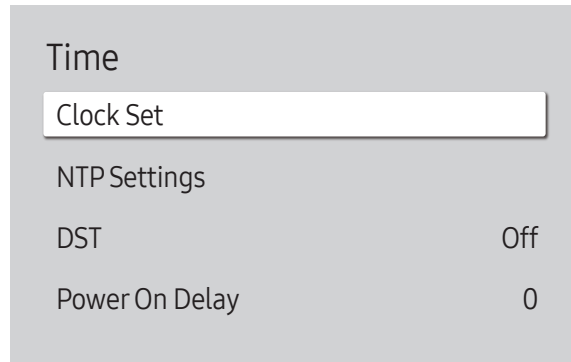 Time
Clock Set
NTP Settings
DST Off
Power On Delay 0